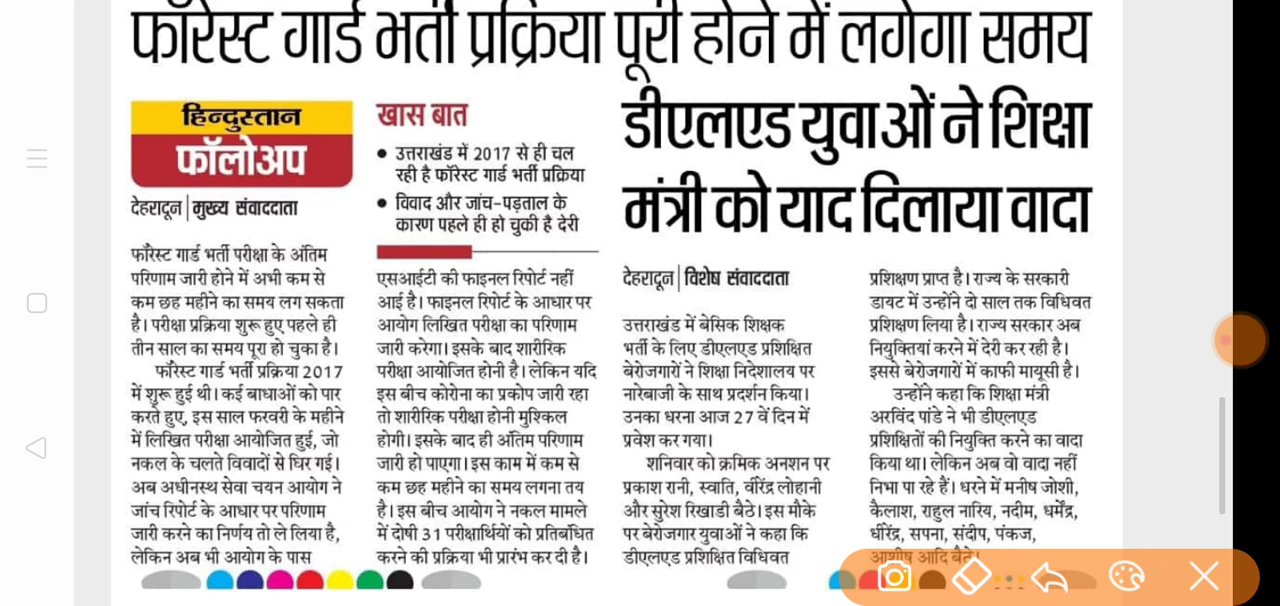 फॉरेस्ट गार्ड भर्ती प्रक्रिया पूरी होने में लगेगा समय
हिन्दुस्तान
फॉलोअप
देहरादून | मुख्य संवाददाता
फॉरेस्ट गार्ड भर्ती परीक्षा के अंतिम
परिणाम जारी होने में अभी कम से
कम छह महीने का समय लग सकता
है। परीक्षा प्रक्रिया शुरू हुए पहले ही
तीन साल का समय पूरा हो चुका है।
फॉरेस्ट गार्ड भर्ती प्रक्रिया 2017
में शुरू हुई थी। कई बाधाओं को पार
करते हुए, इस साल फरवरी के महीने
में लिखित परीक्षा आयोजित हुई, जो
नकल के चलते विवादों से घिर गई।
अब अधीनस्थ सेवा चयन आयोग ने
जांच रिपोर्ट के आधार पर परिणाम
जारी करने का निर्णय तो ले लिया है,
लेकिन अब भी आयोग के पास
खास बात
• उत्तराखंड में 2017 से ही चल
रही है फॉरेस्ट गार्ड भर्ती प्रक्रिया
• विवाद और जांच-पड़ताल के
कारण पहले ही हो चुकी है देरी
एसआईटी की फाइनल रिपोर्ट नहीं
आई है। फाइनल रिपोर्ट के आधार पर
आयोग लिखित परीक्षा का परिणाम
जारी करेगा। इसके बाद शारीरिक
परीक्षा आयोजित होनी है। लेकिन यदि
इस बीच कोरोना का प्रकोप जारी रहा
तो शारीरिक परीक्षा होनी मुश्किल
होगी। इसके बाद ही अंतिम परिणाम
जारी हो पाएगा। इस काम में कम से
कम छह महीने का समय लगना तय
है। इस बीच आयोग ने नकल मामले
में दोषी 31 परीक्षार्थियों को प्रतिबंधित
करने की प्रक्रिया भी प्रारंभ कर दी है।
डीएलएड युवाओं ने शिक्षा
मंत्री को याद दिलाया वादा
देहरादून | विशेष संवाददाता
उत्तराखंड में बेसिक शिक्षक
भर्ती के लिए डीएलएड प्रशिक्षित
बेरोजगारों ने शिक्षा निदेशालय पर
नारेबाजी के साथ प्रदर्शन किया।
उनका धरना आज 27 वें दिन में
प्रवेश कर गया।
शनिवार को क्रमिक अनशन पर
प्रकाश रानी, स्वाति, वीरेंद्र लोहानी
और सुरेश रिखाडी बैठे। इस मौके
पर बेरोजगार युवाओं ने कहा कि
डीएलएड प्रशिक्षित विधिवत
प्रशिक्षण प्राप्त है। राज्य के सरकारी
डायट में उन्होंने दो साल तक विधिवत
प्रशिक्षण लिया है। राज्य सरकार अब
नियुक्तियां करने में देरी कर रही है।
इससे बेरोजगारों में काफी मायूसी है।
उन्होंने कहा कि शिक्षा मंत्री
अरविंद पांडे ने भी डीएलएड
प्रशिक्षितों की नियुक्ति करने का वादा
किया था। लेकिन अब वो वादा नहीं
निभा पा रहे हैं। धरने में मनीष जोशी,
कैलाश, राहुल नारिय, नदीम, धर्मेंद्र,
धीरेंद्र, सपना, संदीप, पंकज,
आशीष आदि बैठे।